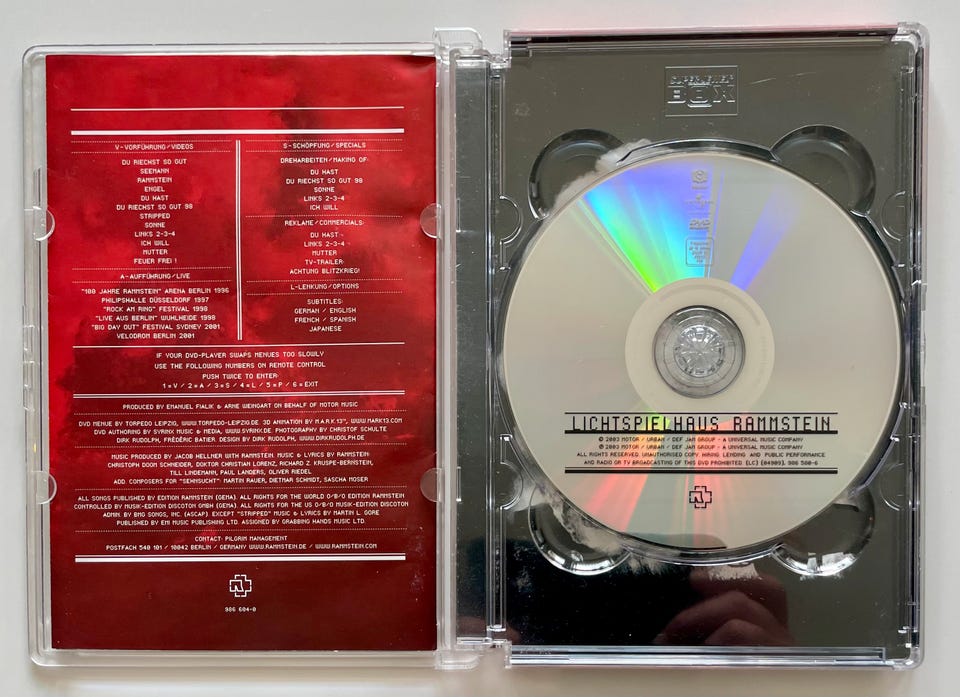 V-VORFÜHRUNG/VIDEOS
DU RIECHST SO GUT
SEEMANN
RAMMSTEIN
ENGEL
DU HAST
DU RIECHST SO GUT 98
STRIPPED
SONNE
LINKS 2-3-4
ICH WILL
MUTTER
FEUER FREI !
A-AUFFÜHRUNG/LIVE
"100 JAHRE RAMMSTEIN" ARENA BERLIN 1996
PHILIPSHALLE DÜSSELDORF 1997
"ROCK AM RING" FESTIVAL 1998
"LIVE AUS BERLIN" WUHLHEIDE 1998
"BIG DAY OUT" FESTIVAL SYDNEY 2001
VELODROM BERLIN 2001
S-SCHÖPFUNG/SPECIALS
DREHARBEITEN/MAKING OF:
DU HAST
DU RIECHST SO GUT 98
SONNE
LINKS 2-3-4
ICH WILL
REKLAME/COMMERCIALS:
DU HAST
LINKS 2-3-4
MUTTER
TV-TRAILER:
ACHTUNG BLITZKRIEG!
L-LENKUNG/OPTIONS
SUBTITLES:
GERMAN / ENGLISH
FRENCH / SPANISH
JAPANESE
IF YOUR DVD-PLAYER SWAPS MENUES TOO SLOWLY
USE THE FOLLOWING NUMBERS ON REMOTE CONTROL
PUSH TWICE TO ENTER:
1=V / 2=A / 3=S / 4=L / 5=P / 6=EXIT
PRODUCED BY EMANUEL FIALIK & ARNE WEINGART ON BEHALF OF MOTOR MUSIC
DVD MENUE BY TORPEDO LEIPZIG, WWW.TORPEDO-LEIPZIG.DE. 3D ANIMATION BY M.A.R.K.13™, WWW.MARK13.COM
DVD AUTHORING BY SYRINX MUSIC & MEDIA, WWW.SYRINX.DE. PHOTOGRAPHY BY CHRISTOF SCHULTE
DIRK RUDOLPH, FRÉDÉRIC BATIER. DESIGN BY DIRK RUDOLPH, WWW.DIRKRUDOLPH.DE
MUSIC PRODUCED BY JACOB HELLNER WITH RAMMSTEIN. MUSIC & LYRICS BY RAMMSTEIN:
CHRISTOPH DOOM SCHNEIDER, DOKTOR CHRISTIAN LORENZ, RICHARD Z. KRUSPE-BERNSTEIN,
TILL LINDEMANN, PAUL LANDERS, OLIVER RIEDEL
ADD. COMPOSERS FOR "SEHNSUCHT": MARTIN RAUER, DIETMAR SCHMIDT, SASCHA MOSER
ALL SONGS PUBLISHED BY EDITION RAMMSTEIN (GEMA). ALL RIGHTS FOR THE WORLD O/B/O EDITION RAMMSTEIN
CONTROLLED BY MUSIK-EDITION DISCOTON GMBH (GEMA). ALL RIGHTS FOR THE US O/B/O MUSIK-EDITION DISCOTON
ADMIN. BY BMG SONGS, INC. (ASCAP) EXCEPT "STRIPPED" MUSIC & LYRICS BY MARTIN L. GORE
PUBLISHED BY EMI MUSIC PUBLISHING LTD. ASSIGNED BY GRABBING HANDS MUSIC LTD.
CONTACT: PILGRIM MANAGEMENT
POSTFACH 540 101 / 10042 BERLIN / GERMANY WWW.RAMMSTEIN.DE / WWW.RAMMSTEIN.COM
986 604-0
SUPER JEWEL
BOX
DVD
LICHTSPIELHAUS RAMMSTEIN
℗ 2003 MOTOR / URBAN / DEF JAM GROUP - A UNIVERSAL MUSIC COMPANY
© 2003 MOTOR / URBAN / DEF JAM GROUP - A UNIVERSAL MUSIC COMPANY
ALL RIGHTS RESERVED. UNAUTHORISED COPY, HIRING, LENDING AND PUBLIC PERFORMANCE
AND RADIO OR TV BROADCASTING OF THIS DVD PROHIBITED (LC) (04909). 986 500-6